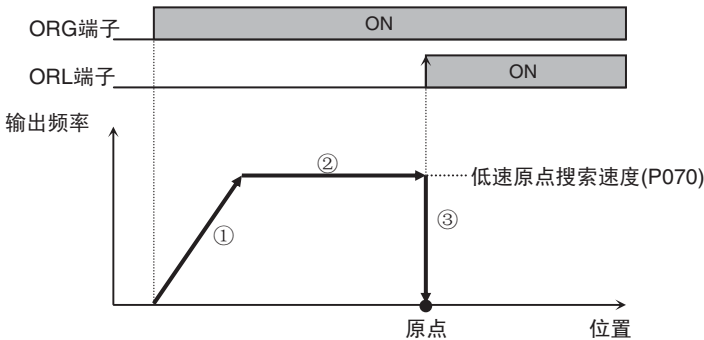 ORG端子
ON
ORL端子
ON
输出频率
②
低速原点搜索速度(P070)
①
③
原点
位置